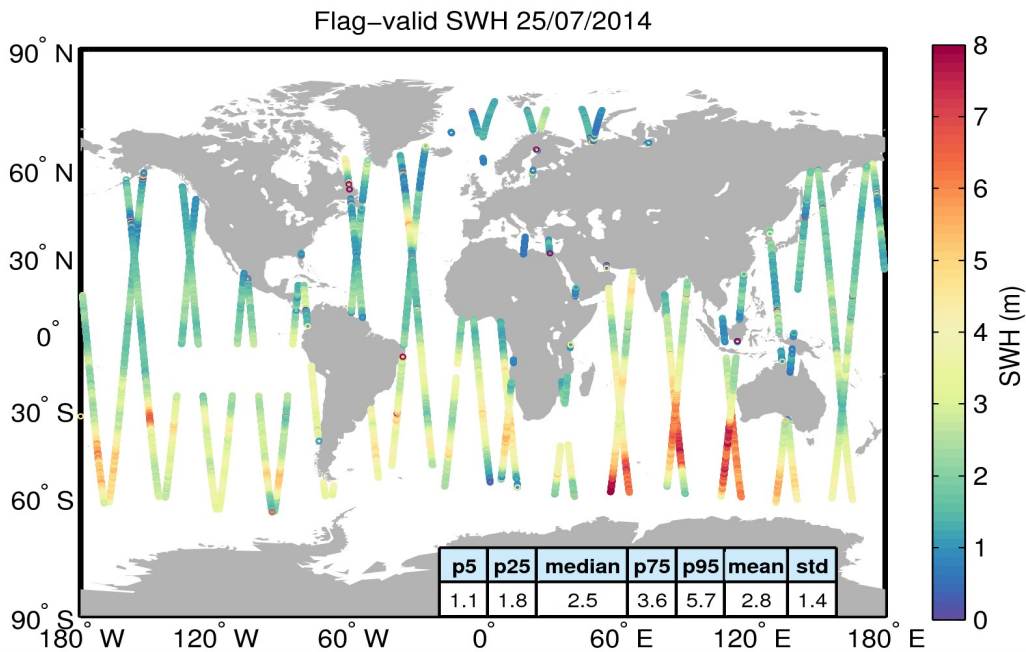 Flag−valid SWH 25/07/2014
90° N
60° N
30° N
0°
30° S
60° S
90° S
180° W
120° W
60° W
0°
60° E
120° E
180° E
p5 p25 median p75 p95 mean std
1.1 1.8 2.5 3.6 5.7 2.8 1.4
8
7
6
5
4
3
2
1
0
SWH (m)